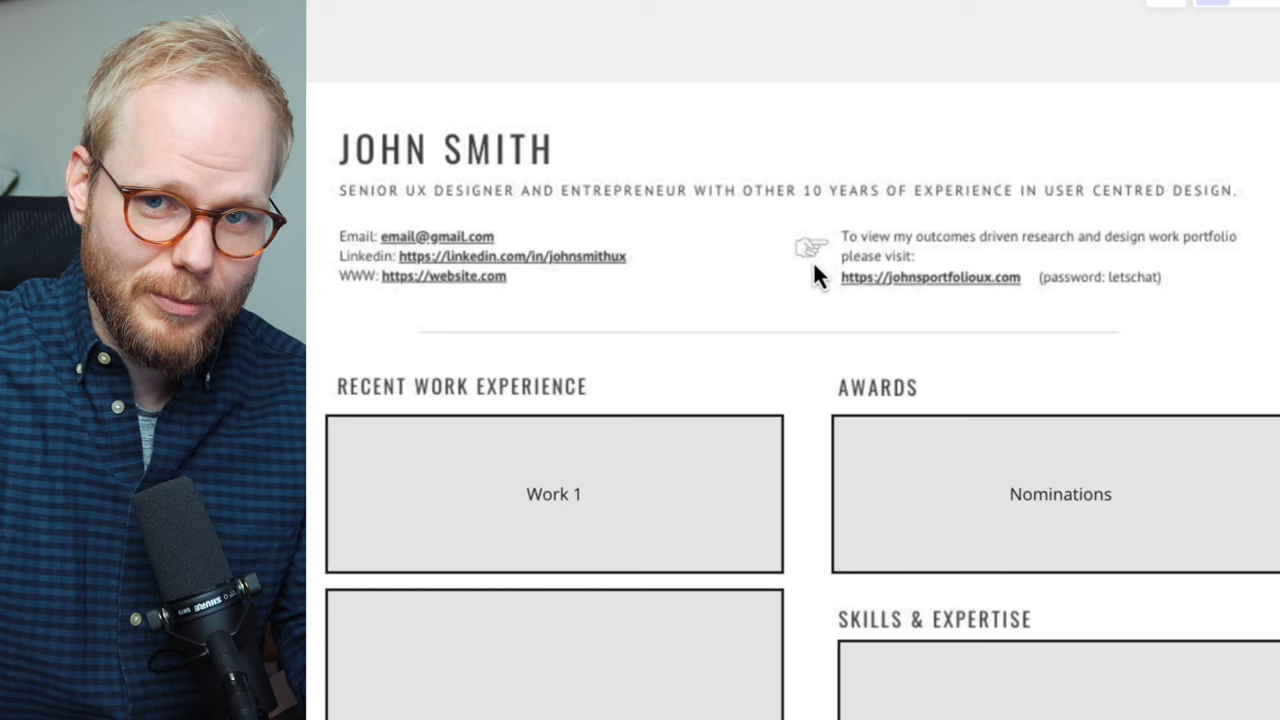 JOHN SMITH
SENIOR UX DESIGNER AND ENTREPRENEUR WITH OTHER 10 YEARS OF EXPERIENCE IN USER CENTRED DESIGN.
Email: email@gmail.com
Linkedin: https://linkedin.com/in/johnsmithux
WWW: https://website.com
To view my outcomes driven research and design work portfolio
please visit:
https://johnsportfolioux.com (password: letschat)
RECENT WORK EXPERIENCE
Work 1
AWARDS
Nominations
SKILLS & EXPERTISE
SHURE
SM7B